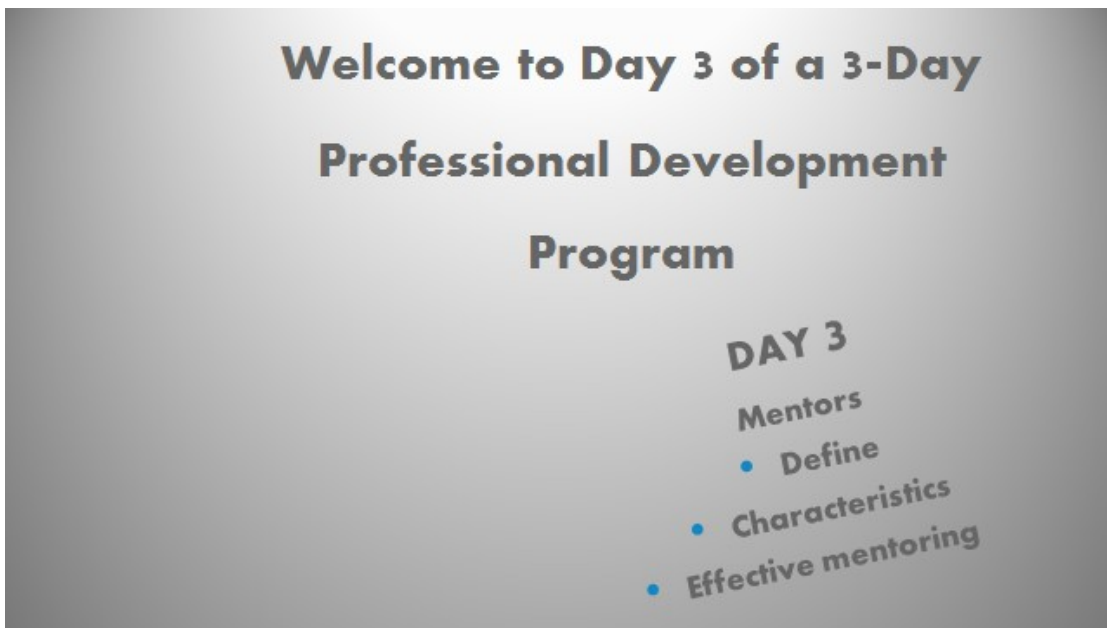 Welcome to Day 3 of a 3-Day
Professional Development
Program
DAY 3
Mentors
• Define
• Characteristics
• Effective mentoring